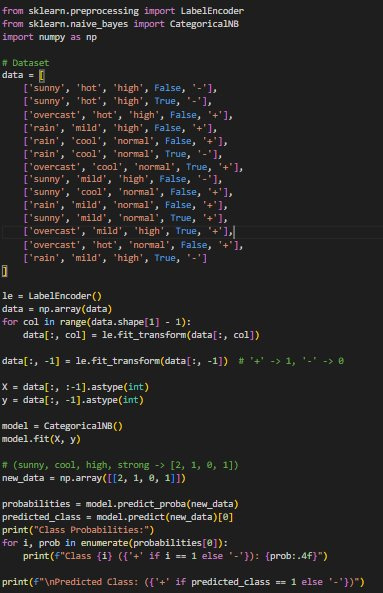 from sklearn.preprocessing import LabelEncoder
from sklearn.naive_bayes import CategoricalNB
import numpy as np

# Dataset
data = [
    ['sunny', 'hot', 'high', False, '-'],
    ['sunny', 'hot', 'high', True, '-'],
    ['overcast', 'hot', 'high', False, '+'],
    ['rain', 'mild', 'high', False, '+'],
    ['rain', 'cool', 'normal', False, '+'],
    ['rain', 'cool', 'normal', True, '-'],
    ['overcast', 'cool', 'normal', True, '+'],
    ['sunny', 'mild', 'high', False, '-'],
    ['sunny', 'cool', 'normal', False, '+'],
    ['rain', 'mild', 'normal', False, '+'],
    ['sunny', 'mild', 'normal', True, '+'],
    ['overcast', 'mild', 'high', True, '+'],
    ['overcast', 'hot', 'normal', False, '+'],
    ['rain', 'mild', 'high', True, '-']
]

le = LabelEncoder()
data = np.array(data)
for col in range(data.shape[1] - 1):
    data[:, col] = le.fit_transform(data[:, col])

data[:, -1] = le.fit_transform(data[:, -1])  # '+' -> 1, '-' -> 0

X = data[:, :-1].astype(int)
y = data[:, -1].astype(int)

model = CategoricalNB()
model.fit(X, y)

# (sunny, cool, high, strong -> [2, 1, 0, 1])
new_data = np.array([[2, 1, 0, 1]])

probabilities = model.predict_proba(new_data)
predicted_class = model.predict(new_data)[0]
print("Class Probabilities:")
for i, prob in enumerate(probabilities[0]):
    print(f"Class {i} ({'+' if i == 1 else '-'}): {prob:.4f}")

print(f"\nPredicted Class: ({'+' if predicted_class == 1 else '-'})")